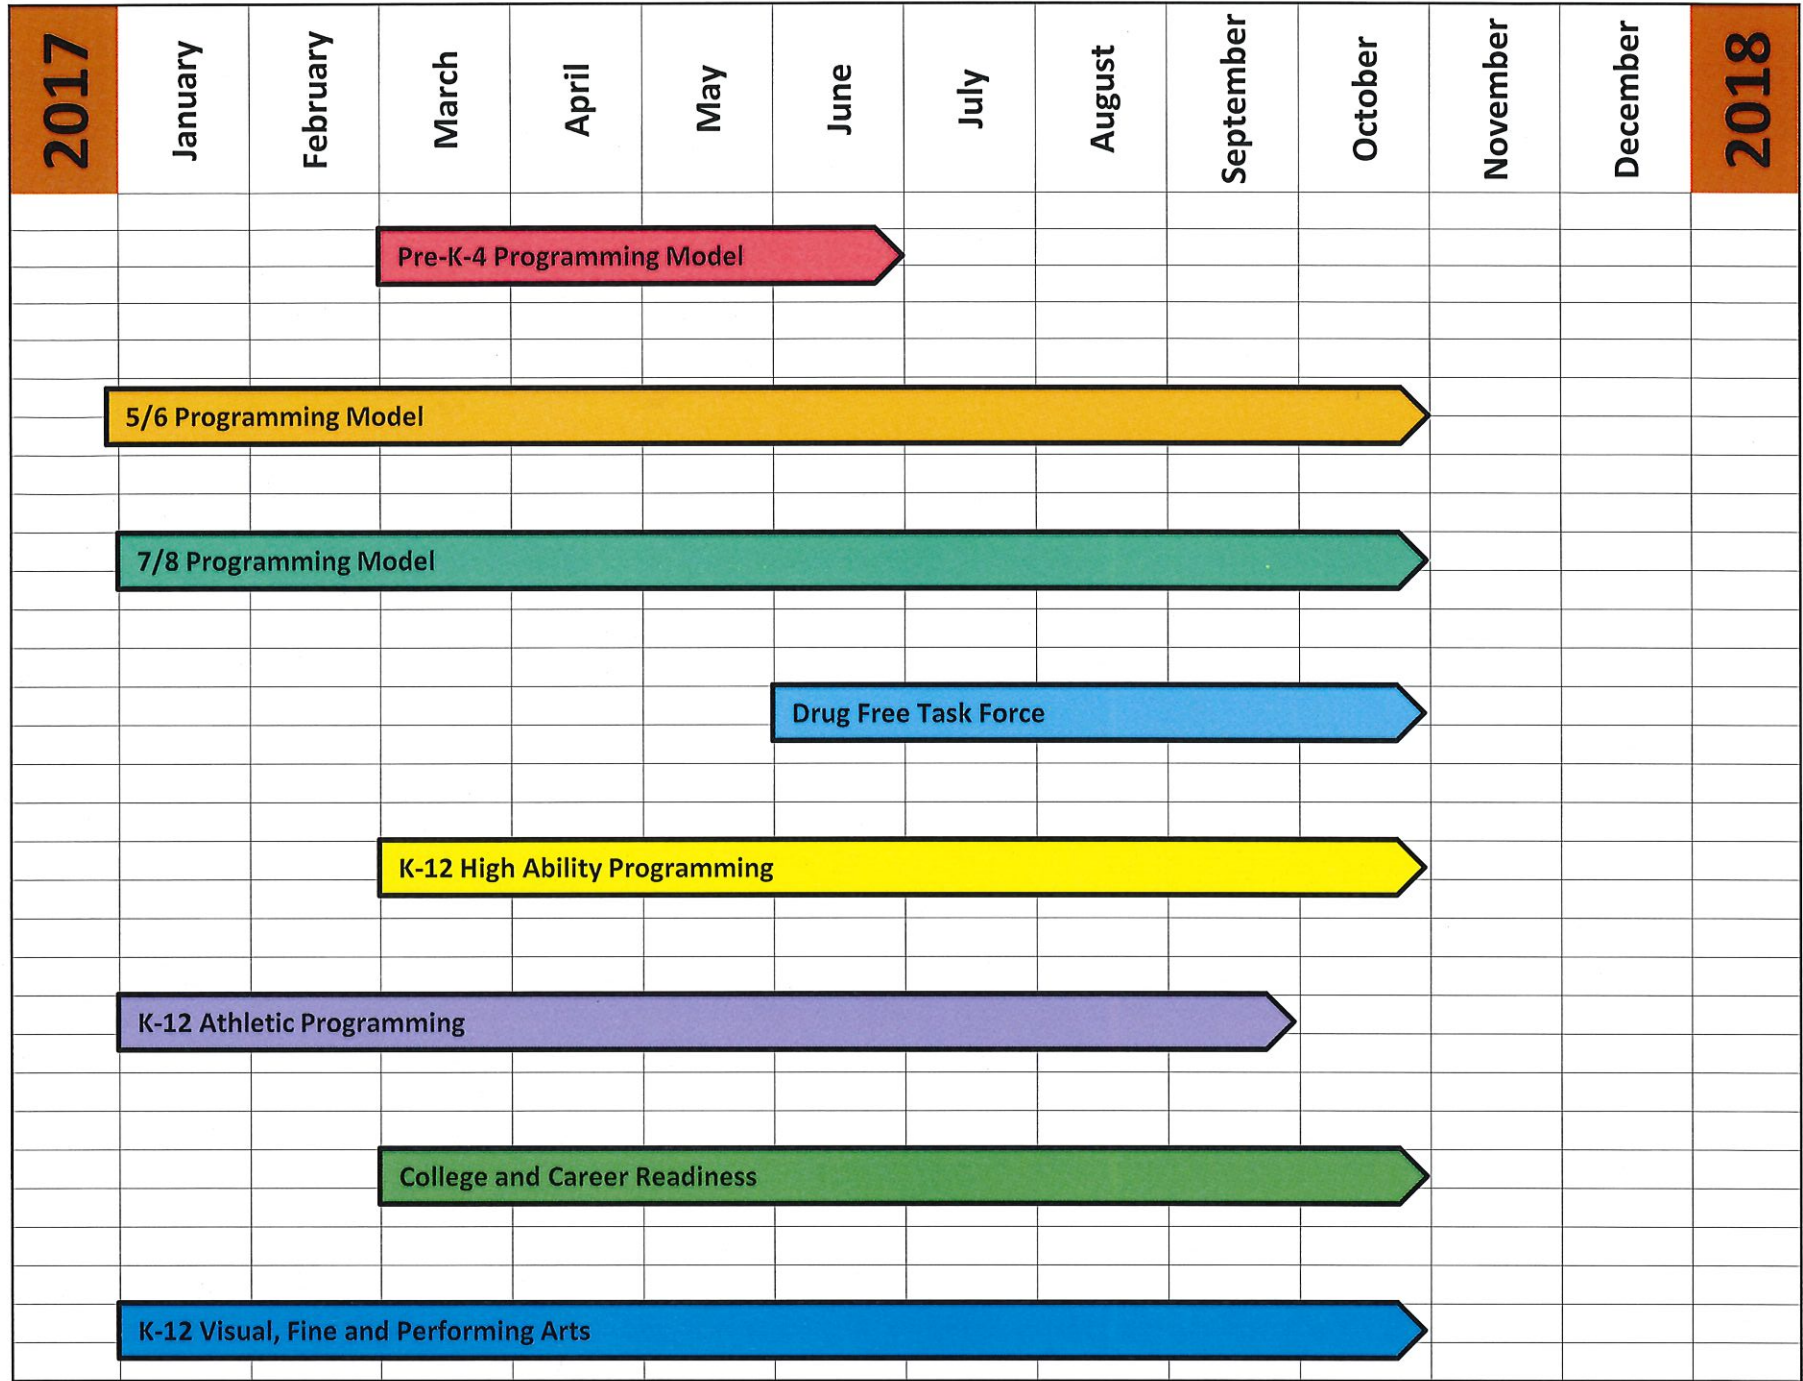 2017
January
February
March
April
May
June
July
August
September
October
November
December
2018
Pre-K-4 Programming Model
5/6 Programming Model
7/8 Programming Model
Drug Free Task Force
K-12 High Ability Programming
K-12 Athletic Programming
College and Career Readiness
K-12 Visual, Fine and Performing Arts